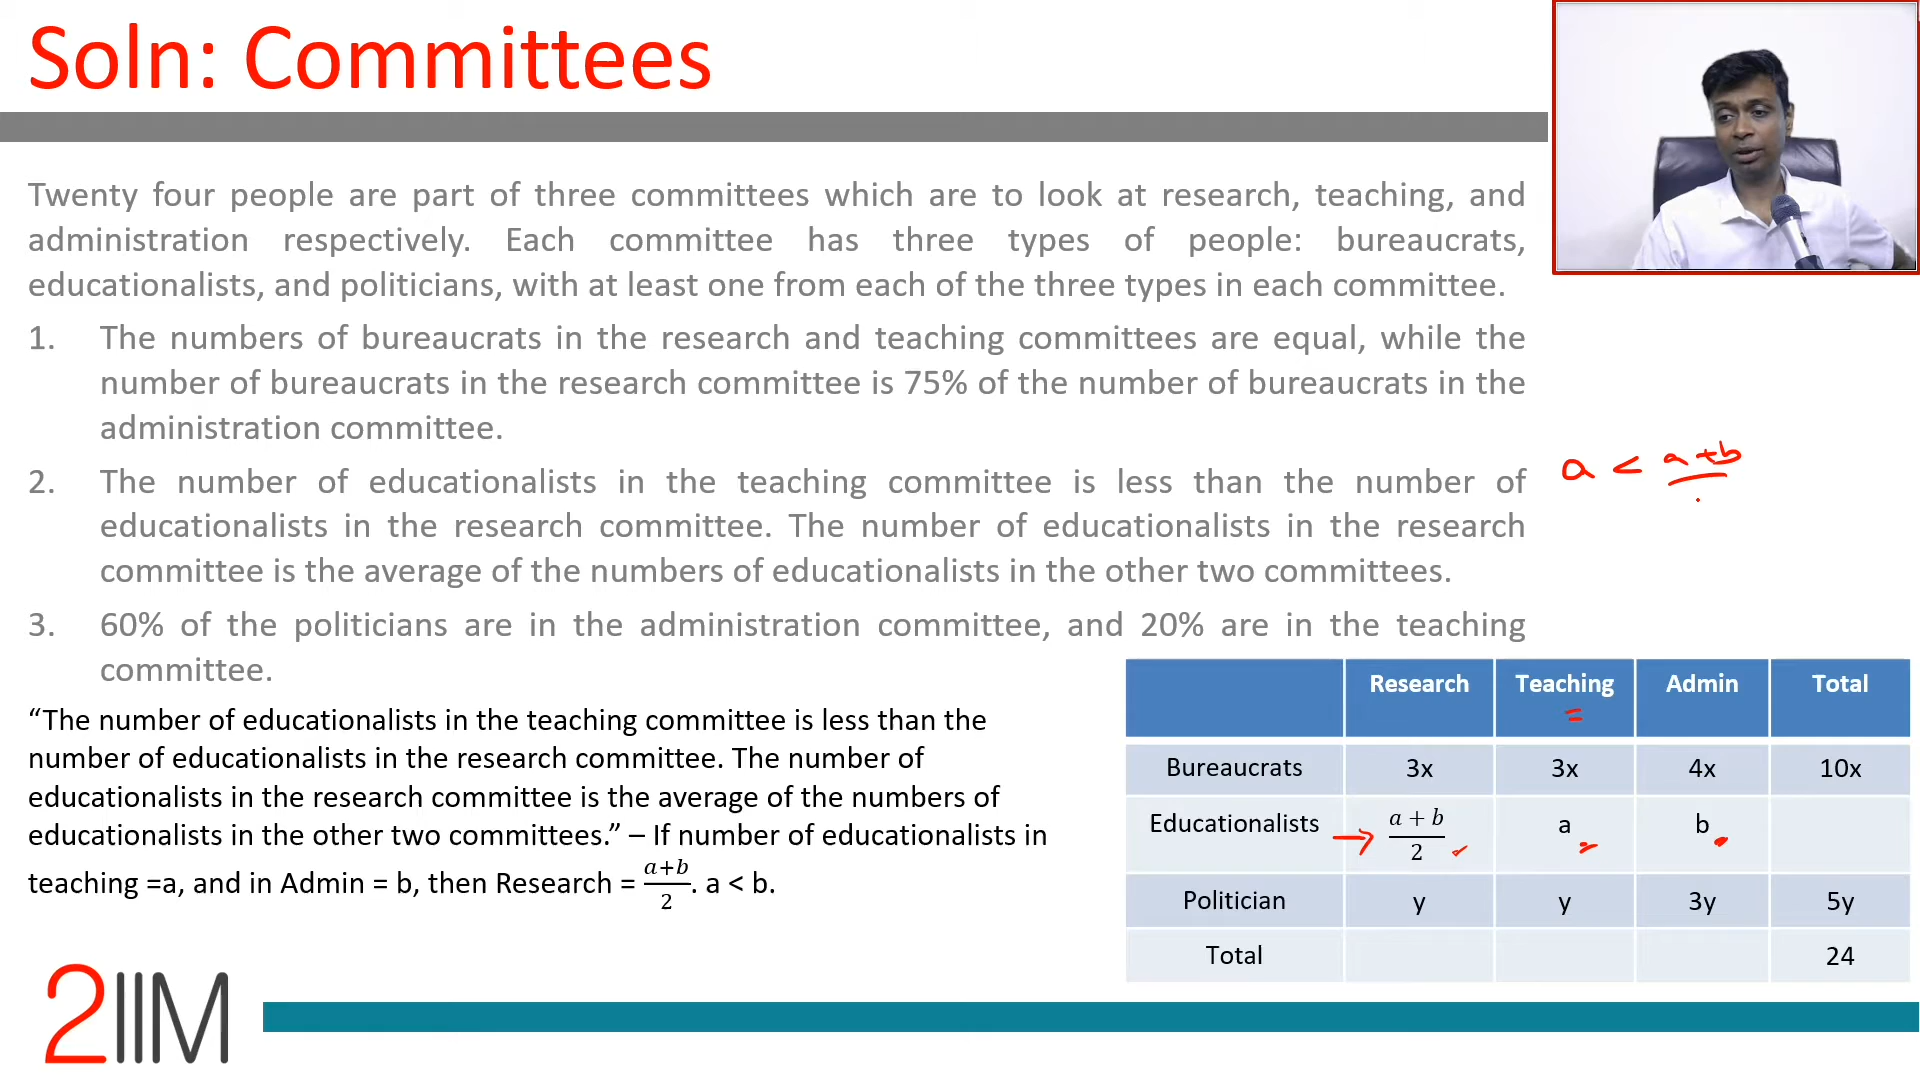 Soln: Committees
Twenty four people are part of three committees which are to look at research, teaching, and
administration respectively. Each committee has three types of people: bureaucrats,
educationalists, and politicians, with at least one from each of the three types in each committee.
1. The numbers of bureaucrats in the research and teaching committees are equal, while the
number of bureaucrats in the research committee is 75% of the number of bureaucrats in the
administration committee.
2. The number of educationalists in the teaching committee is less than the number of
educationalists in the research committee. The number of educationalists in the research
committee is the average of the numbers of educationalists in the other two committees.
3. 60% of the politicians are in the administration committee, and 20% are in the teaching
committee.
a < a+b
“The number of educationalists in the teaching committee is less than the
number of educationalists in the research committee. The number of
educationalists in the research committee is the average of the numbers of
educationalists in the other two committees.” – If number of educationalists in
teaching =a, and in Admin = b, then Research = a+b/2. a < b.
Research Teaching Admin Total
Bureaucrats 3x 3x 4x 10x
Educationalists a + b/2 a b
Politician y y 3y 5y
Total 24
2IIM